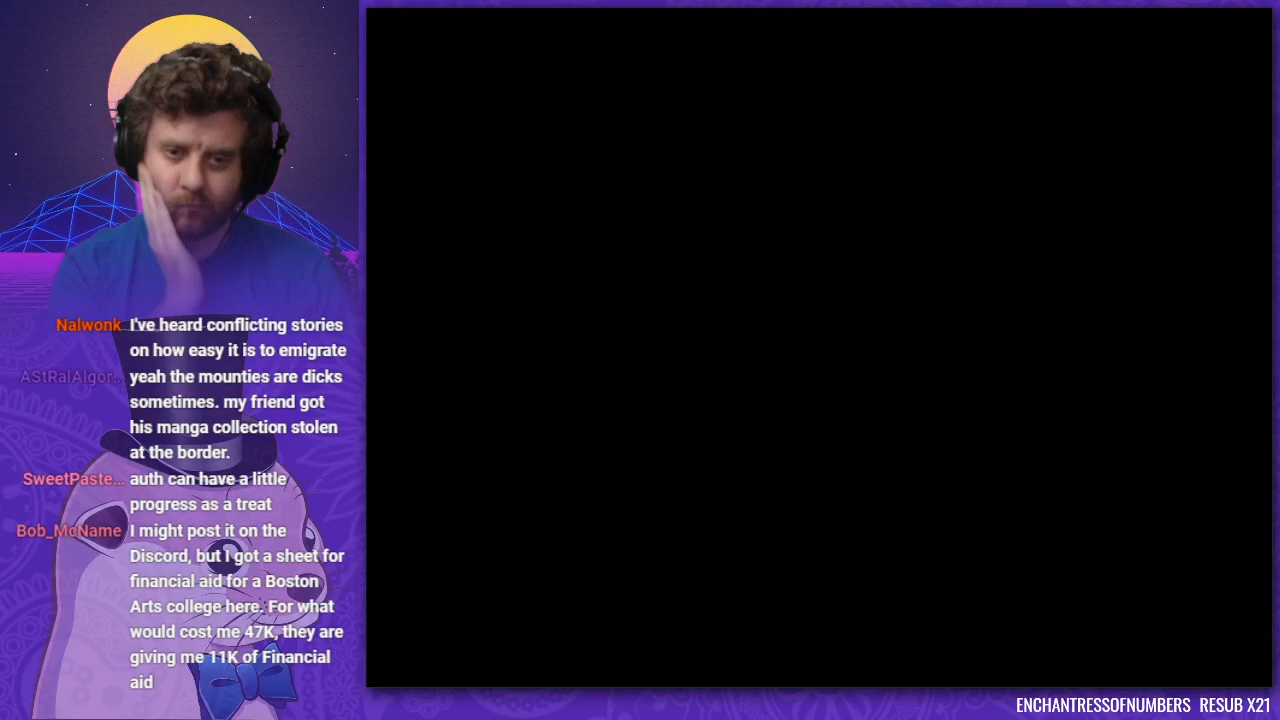 Nalwonk I've heard conflicting stories
on how easy it is to emigrate
AStRalAlgor... yeah the mounties are dicks
sometimes. my friend got
his manga collection stolen
at the border.
SweetPaste... auth can have a little
progress as a treat
Bob_McName I might post it on the
Discord, but I got a sheet for
financial aid for a Boston
Arts college here. For what
would cost me 47K, they are
giving me 11K of Financial
aid
ENCHANTRESSOFNUMBERS RESUB X21